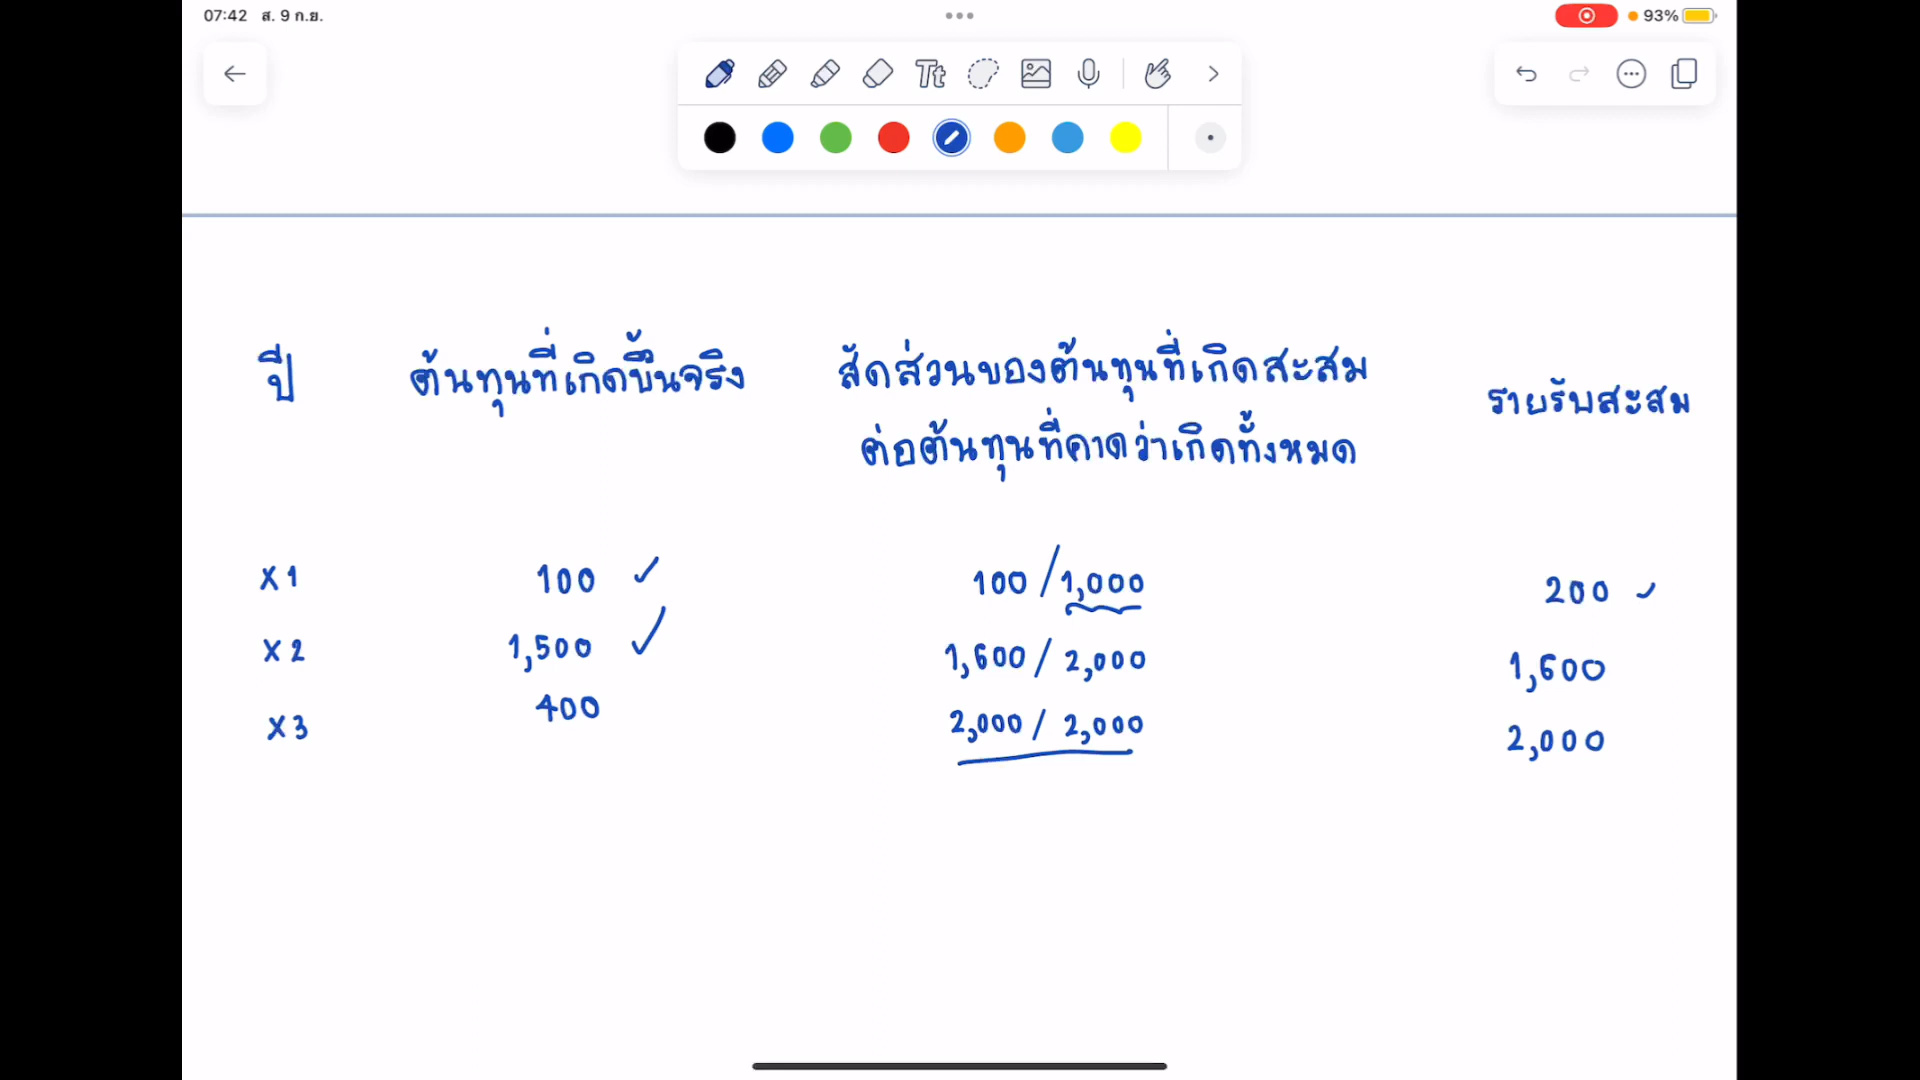 07:42 ส. 9 ก.ย.
93%
Tt
ปี ต้นทุนที่เกิดขึ้นจริง สัดส่วนของต้นทุนที่เกิดสะสม รายรับสะสม
ต่อต้นทุนที่คาดว่าเกิดทั้งหมด
X1 100 ✓ 100 / 1,000 200 ✓
X2 1,500 ✓ 1,600 / 2,000 1,600
X3 400 2,000 / 2,000 2,000